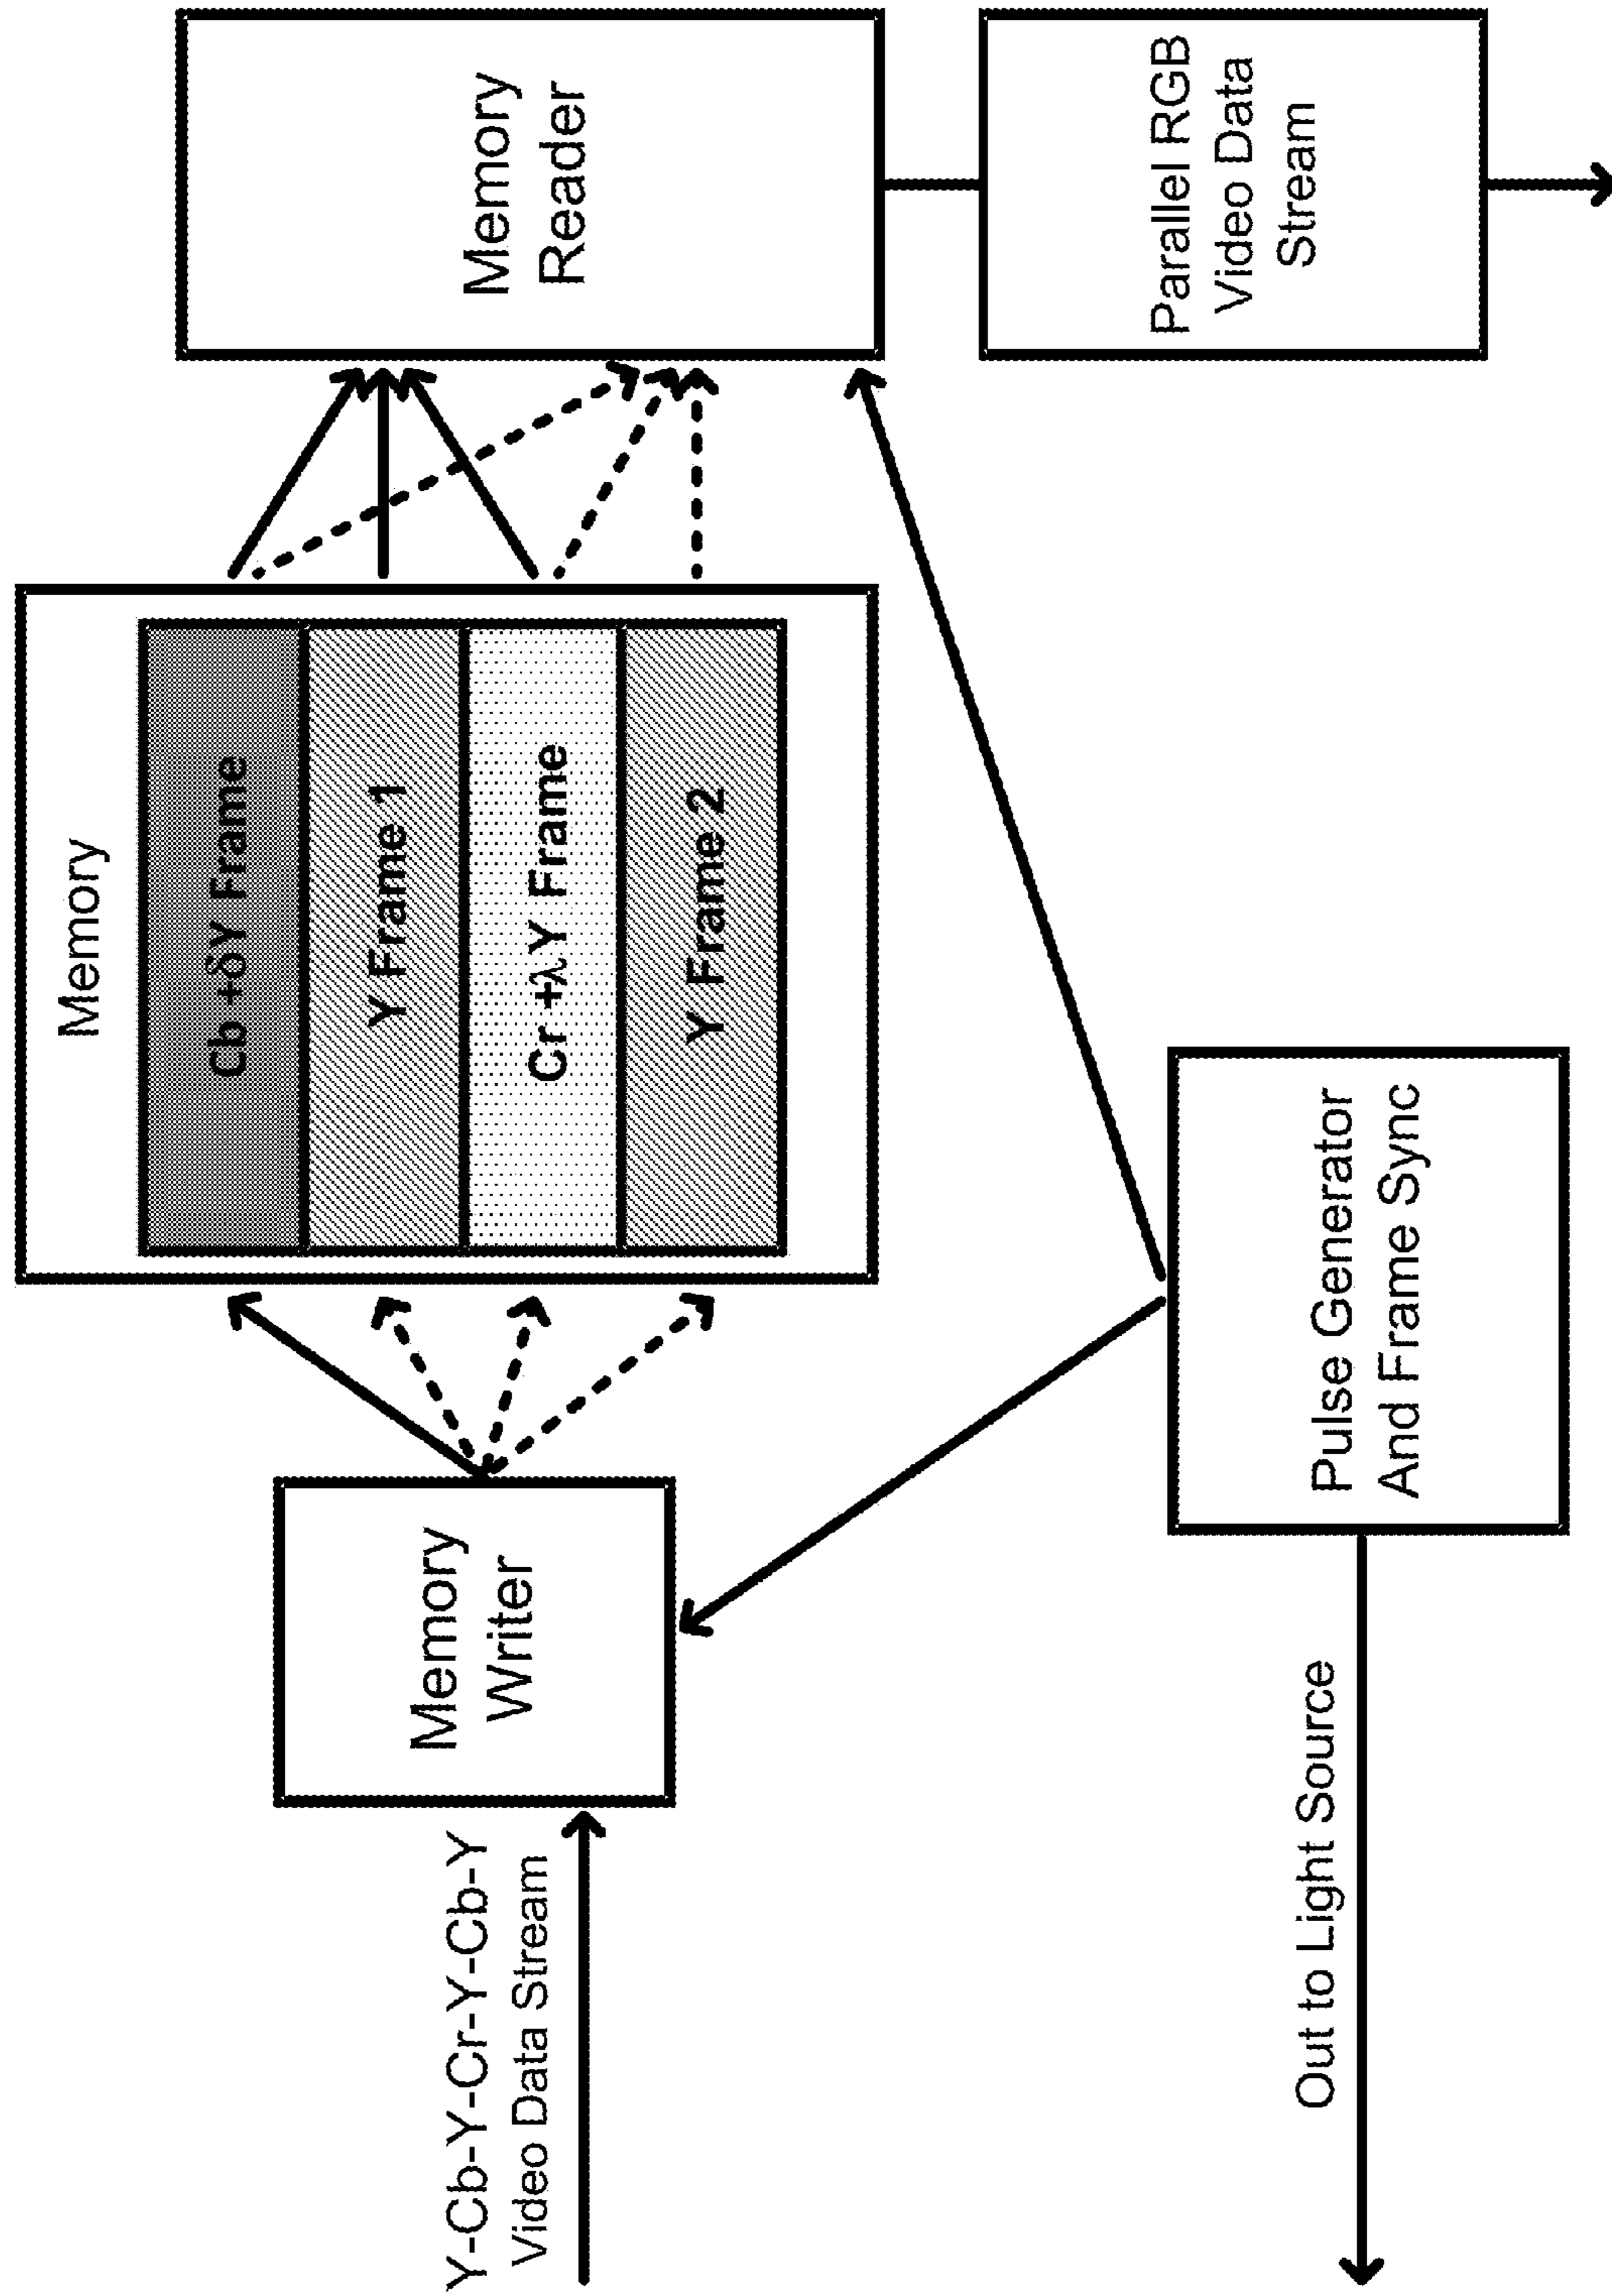 Y-Cb-Y-Cr-Y-Cb-Y
Video Data Stream
Memory
Writer
Memory
Cb +δY Frame
Y Frame 1
Cr +λ Y Frame
Y Frame 2
Memory
Reader
Parallel RGB
Video Data
Stream
Pulse Generator
And Frame Sync
Out to Light Source